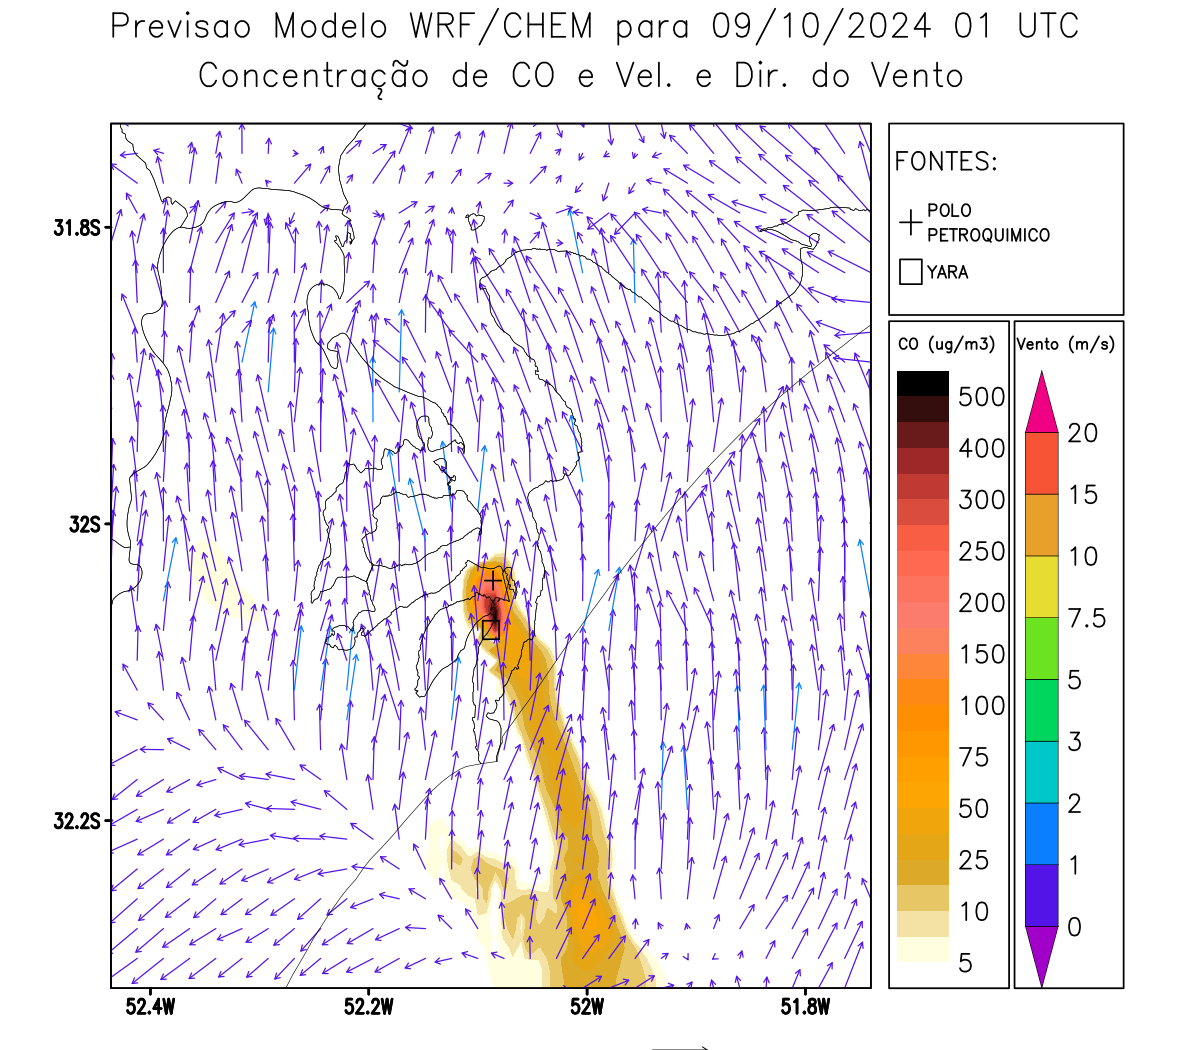 Previsao Modelo WRF/CHEM para 09/10/2024 01 UTC
Concentração de CO e Vel. e Dir. do Vento
FONTES:
POLO
PETROQUIMICO
YARA
CO (ug/m3)
500
400
300
250
200
150
100
75
50
25
10
5
Vento (m/s)
20
15
10
7.5
5
3
2
1
0
31.8S
32S
32.2S
52.4W
52.2W
52W
51.8W